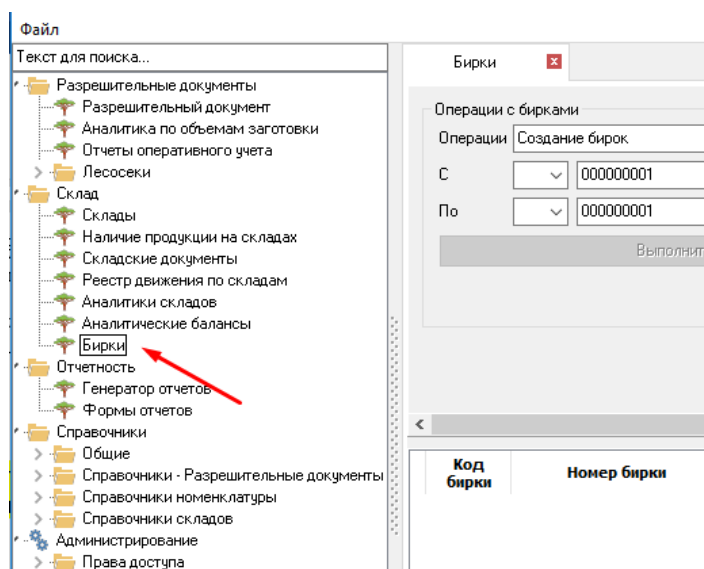 Файл
Текст для поиска...
Разрешительные документы
Разрешительный документ
Аналитика по объемам заготовки
Отчеты оперативного учета
Лесосеки
Склад
Склады
Наличие продукции на складах
Складские документы
Реестр движения по складам
Аналитики складов
Аналитические балансы
Бирки
Отчетность
Генератор отчетов
Формы отчетов
Справочники
Общие
Справочники - Разрешительные документы
Справочники номенклатуры
Справочники складов
Администрирование
Права доступа
Бирки
Операции с бирками
Операции Создание бирок
С 000000001
По 000000001
Выполнит
Код бирки Номер бирки